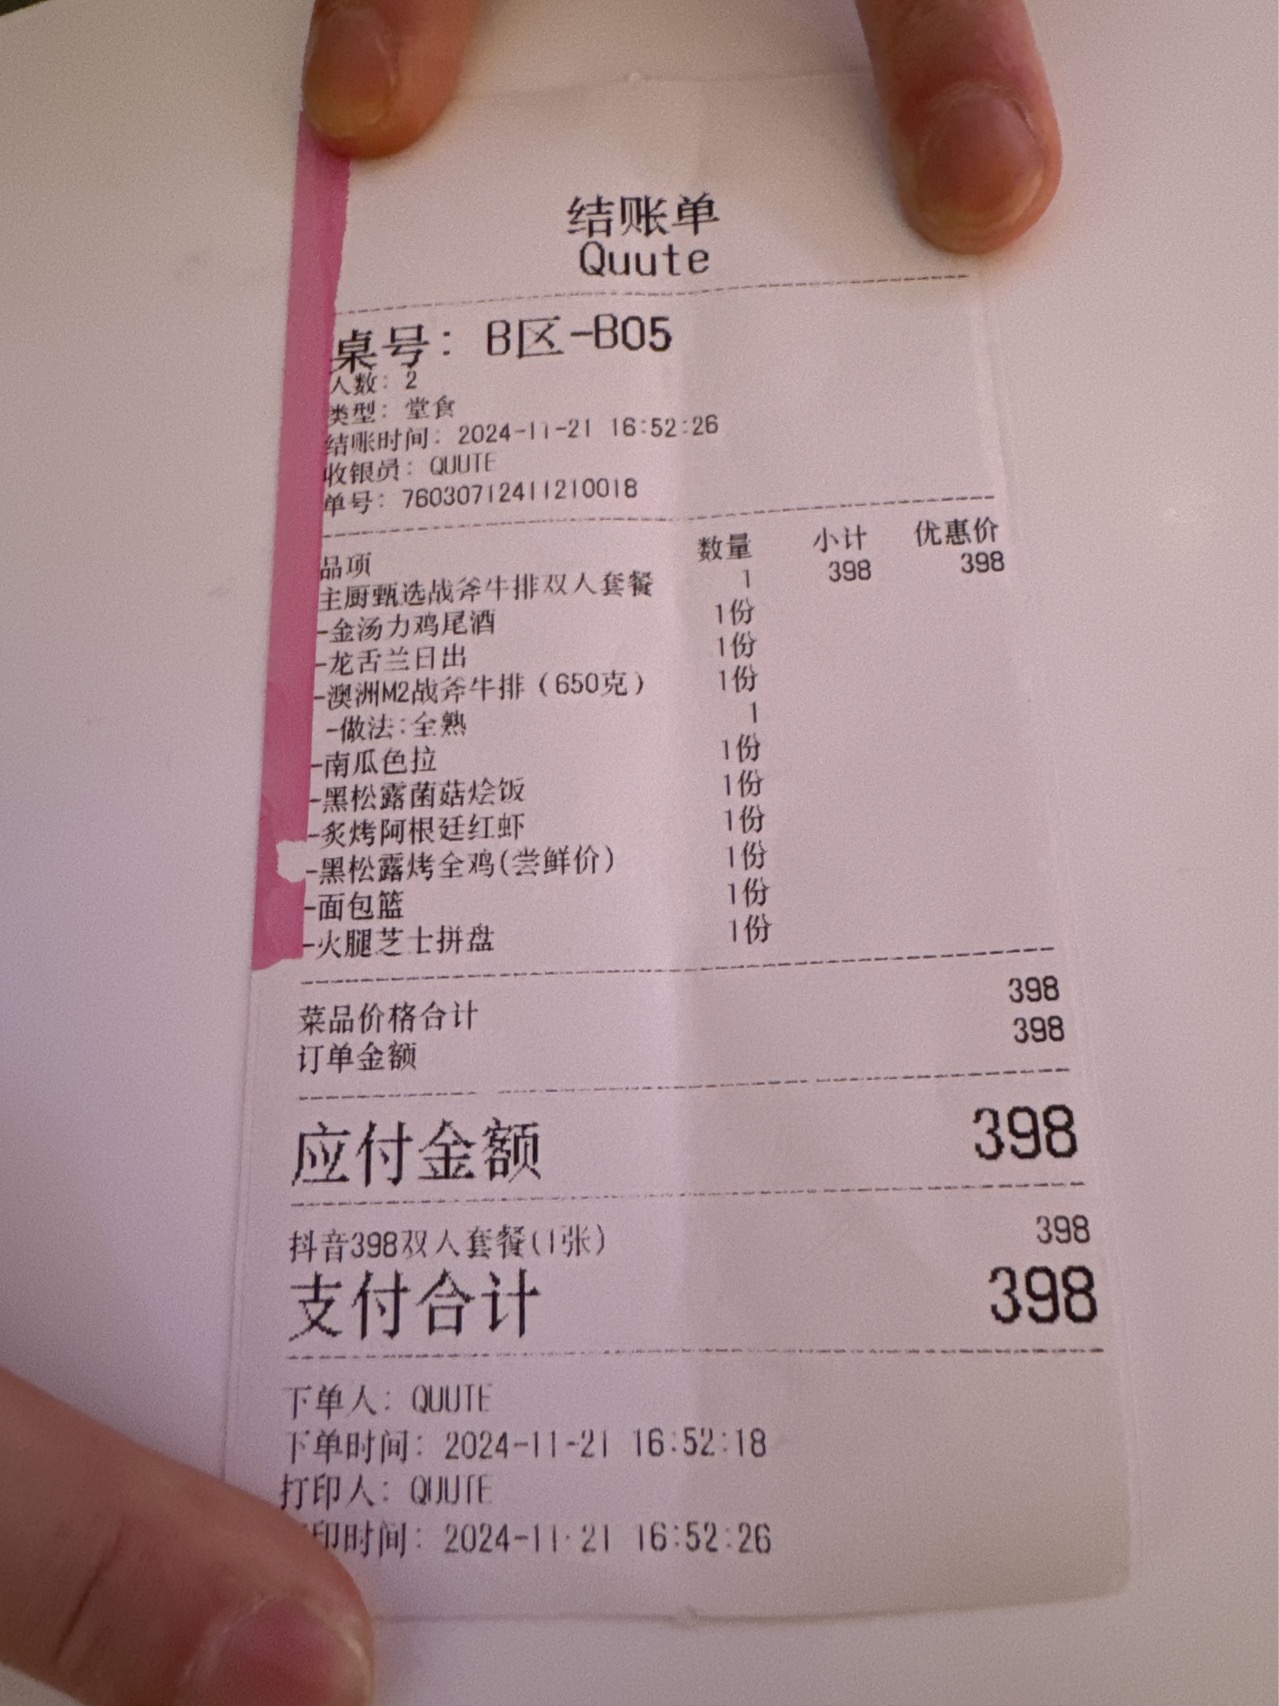 结账单
Quute
桌号: B区-B05
人数: 2
类型: 堂食
结账时间: 2024-11-21 16:52:26
收银员: QUUTE
单号: 76030712411210018
品项 数量 小计 优惠价
主厨甄选战斧牛排双人套餐 1 398 398
-金汤力鸡尾酒 1份
-龙舌兰日出 1份
-澳洲M2战斧牛排（650克） 1份
-做法:全熟 1
-南瓜色拉 1份
-黑松露菌菇烩饭 1份
-炙烤阿根廷红虾 1份
-黑松露烤全鸡(尝鲜价) 1份
-面包篮 1份
-火腿芝士拼盘 1份
菜品价格合计 398
订单金额 398
应付金额 398
抖音398双人套餐(1张) 398
支付合计 398
下单人: QUUTE
下单时间: 2024-11-21 16:52:18
打印人: QUUTE
印时间: 2024-11-21 16:52:26